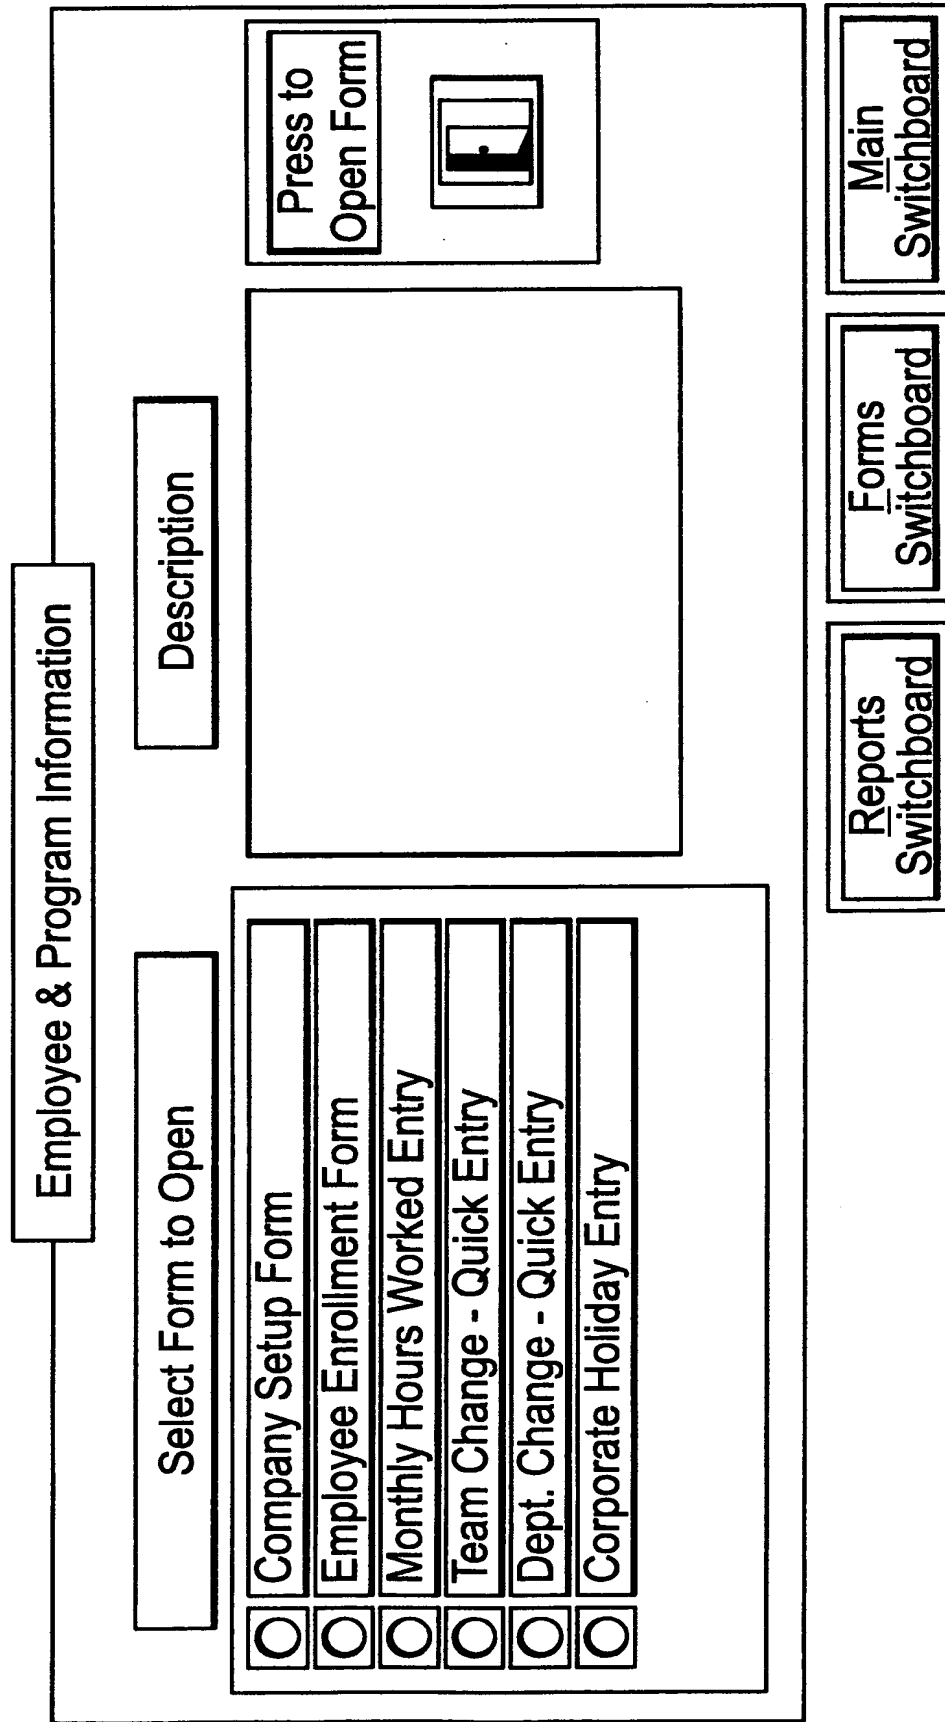 Employee & Program Information
Select Form to Open
Company Setup Form
Employee Enrollment Form
Monthly Hours Worked Entry
Team Change - Quick Entry
Dept. Change - Quick Entry
Corporate Holiday Entry
Description
Press to
Open Form
Reports
Switchboard
Forms
Switchboard
Main
Switchboard